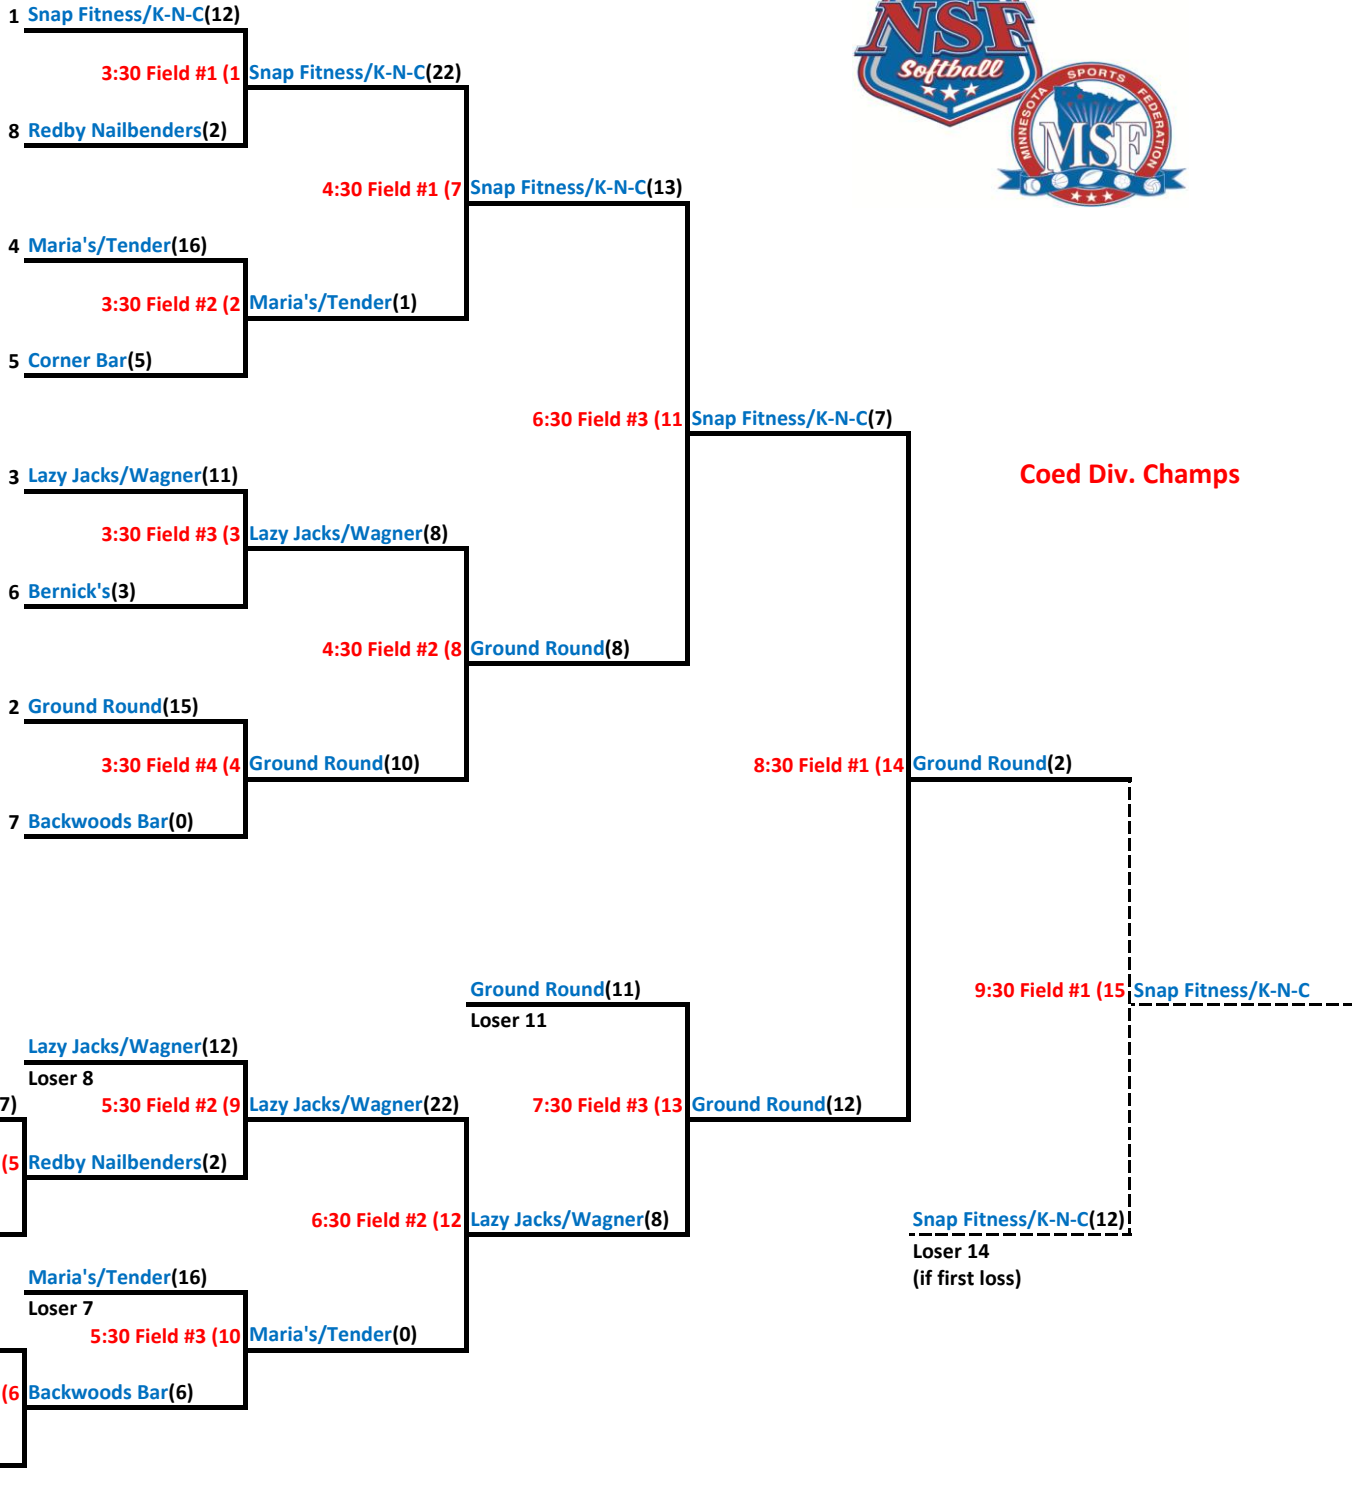 NSF
Softball
MINNESOTA SPORTS FEDERATION
MSF
1 Snap Fitness/K-N-C(12)
3:30 Field #1 (1 Snap Fitness/K-N-C(22)
8 Redby Nailbenders(2)
4:30 Field #1 (7 Snap Fitness/K-N-C(13)
4 Maria's/Tender(16)
3:30 Field #2 (2 Maria's/Tender(1)
5 Corner Bar(5)
6:30 Field #3 (11 Snap Fitness/K-N-C(7)
Coed Div. Champs
3 Lazy Jacks/Wagner(11)
3:30 Field #3 (3 Lazy Jacks/Wagner(8)
6 Bernick's(3)
4:30 Field #2 (8 Ground Round(8)
2 Ground Round(15)
3:30 Field #4 (4 Ground Round(10)
8:30 Field #1 (14 Ground Round(2)
7 Backwoods Bar(0)
Ground Round(11)
9:30 Field #1 (15 Snap Fitness/K-N-C
Loser 11
Lazy Jacks/Wagner(12)
Loser 8
7) 5:30 Field #2 (9 Lazy Jacks/Wagner(22) 7:30 Field #3 (13 Ground Round(12)
(5 Redby Nailbenders(2)
6:30 Field #2 (12 Lazy Jacks/Wagner(8) Snap Fitness/K-N-C(12)
Loser 14
(if first loss)
Maria's/Tender(16)
Loser 7
5:30 Field #3 (10 Maria's/Tender(0)
(6 Backwoods Bar(6)